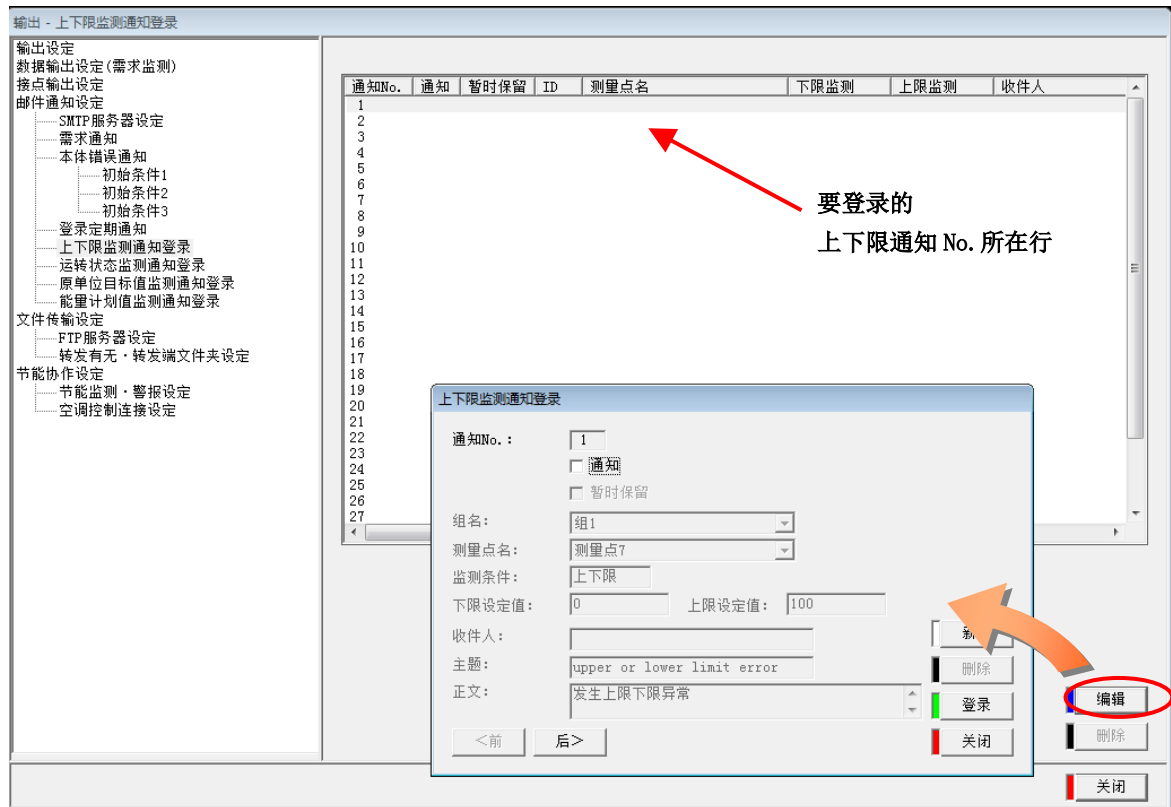 输出 - 上下限监测通知登录
输出设定
数据输出设定(需求监测)
接点输出设定
邮件通知设定
SMTP服务器设定
需求通知
本体错误通知
初始条件1
初始条件2
初始条件3
登录定期通知
上下限监测通知登录
运转状态监测通知登录
原单位目标值监测通知登录
能量计划值监测通知登录
文件传输设定
FTP服务器设定
转发有无・转发端文件夹设定
节能协作设定
节能监测・警报设定
空调控制连接设定
通知No. 通知 暂时保留 ID 测量点名 下限监测 上限监测 收件人
1
2
3
4
5
6
7
8
9
10
11
12
13
14
15
16
17
18
19
20
21
22
23
24
25
26
27
要登录的
上下限通知 No. 所在行
上下限监测通知登录
通知No.: 1
通知
暂时保留
组名: 组1
测量点名: 测量点7
监测条件: 上下限
下限设定值: 0 上限设定值: 100
收件人:
主题: upper or lower limit error
正文: 发生上限下限异常
<前 后>
删除
登录
关闭
编辑
删除
关闭